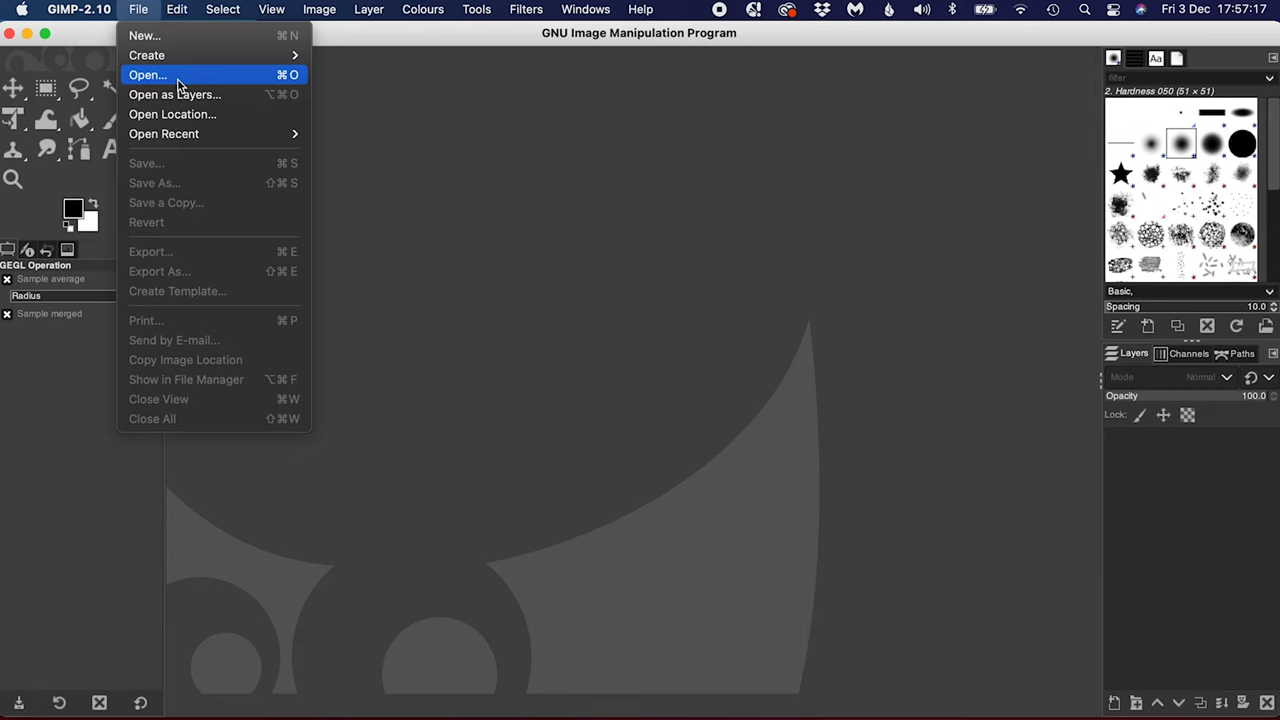 GIMP-2.10 File Edit Select View Image Layer Colours Tools Filters Windows Help Fri 3 Dec 17:55:17
GNU Image Manipulation Program
New... ⌘ N
Create
Open... ⌘ O
Open as Layers... ⌥⌘ O
Open Location...
Open Recent
Save... ⌘ S
Save As... ⇧⌘ S
Save a Copy...
Revert
Export... ⌘ E
Export As... ⇧⌘ E
Create Template...
Print... ⌘ P
Send by E-mail...
Copy Image Location
Show in File Manager ⌥⌘ F
Close View ⌘W
Close All ⇧⌘W
GEGL Operation
Sample average
Radius
Sample merged
filter
2. Hardness 050 (51 × 51)
Basic,
Spacing 10.0
Layers Channels Paths
Mode Normal
Opacity 100.0
Lock: